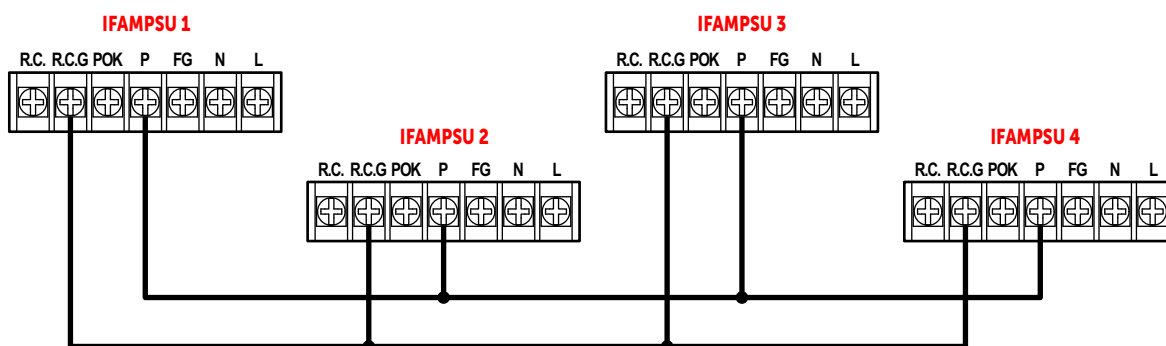 IFAMPSU 1
R.C. R.C.G POK P FG N L
IFAMPSU 3
R.C. R.C.G POK P FG N L
IFAMPSU 2
R.C. R.C.G POK P FG N L
IFAMPSU 4
R.C. R.C.G POK P FG N L